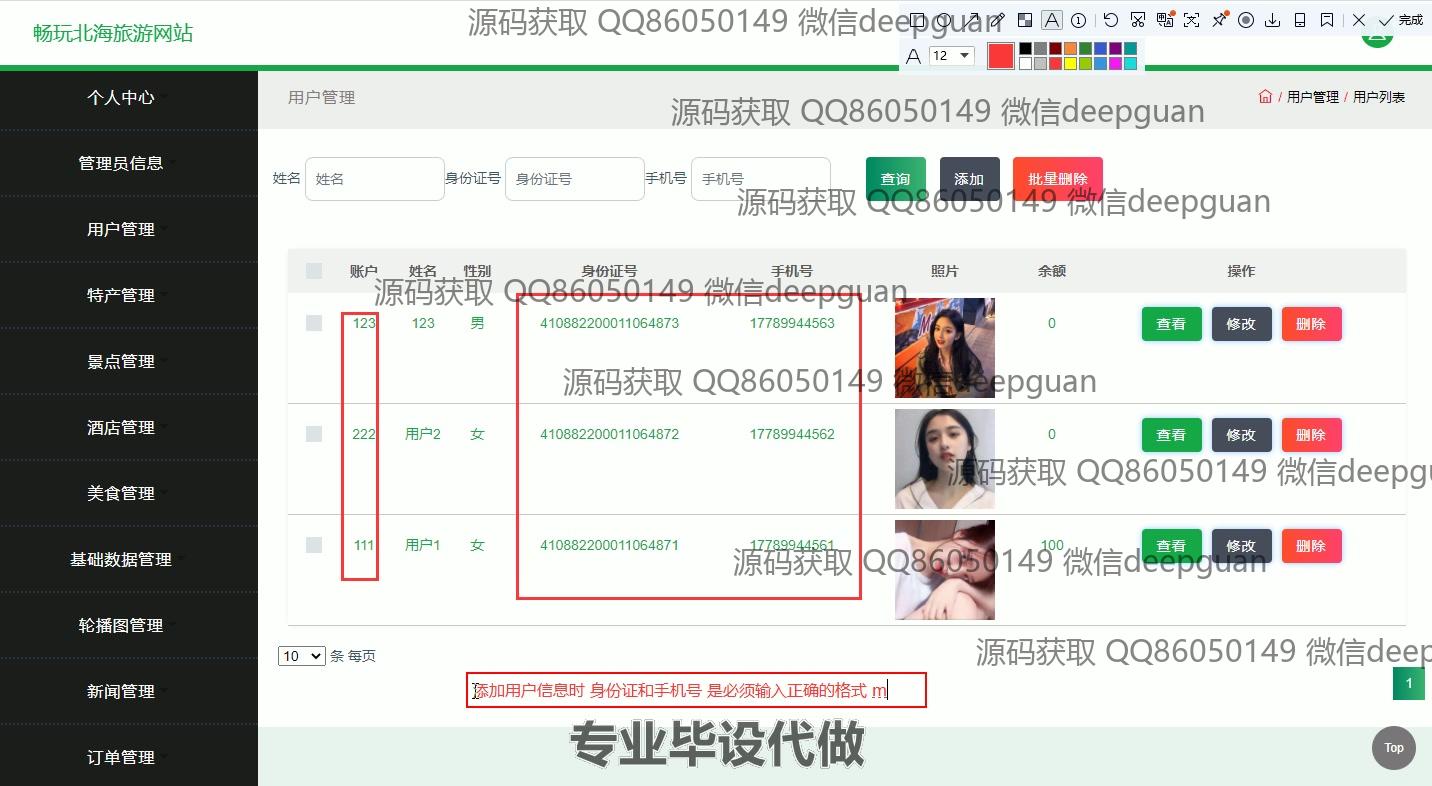 畅玩北海旅游网站
源码获取 QQ86050149 微信deepguan
完成
A 12
个人中心
管理员信息
用户管理
特产管理
景点管理
酒店管理
美食管理
基础数据管理
轮播图管理
新闻管理
订单管理
用户管理
/ 用户管理 / 用户列表
源码获取 QQ86050149 微信deepguan
姓名 姓名 身份证号 身份证号 手机号 手机号 查询 添加 批量删除
源码获取 QQ86050149 微信deepguan
账户 姓名 性别 身份证号 手机号 照片 余额 操作
源码获取 QQ86050149 微信deepguan
123 123 男 410882200011064873 17789944563 0 查看 修改 删除
源码获取 QQ86050149 微信deepguan
222 用户2 女 410882200011064872 17789944562 0 查看 修改 删除
源码获取 QQ86050149 微信deepgu
111 用户1 女 410882200011064871 17789944561 100 查看 修改 删除
源码获取 QQ86050149 微信deepguan
10 条 每页
源码获取 QQ86050149 微信deep
1
添加用户信息时 身份证和手机号 是必须输入正确的格式 m
专业毕设代做
Top